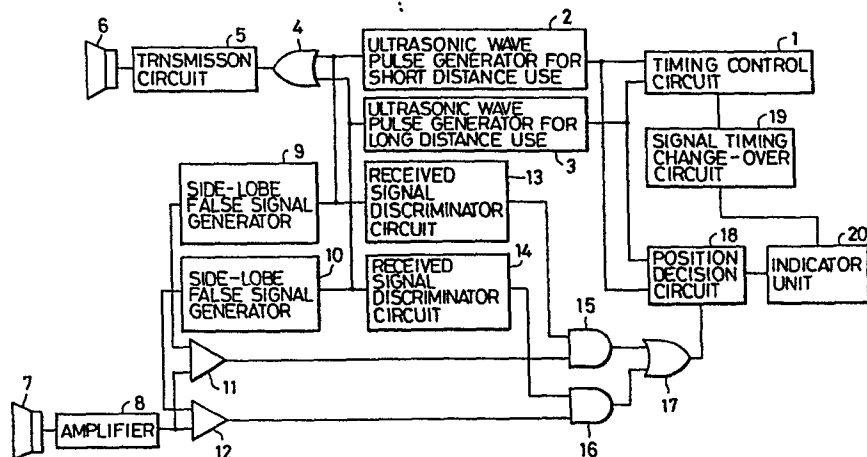 6
5
TRNSMISSON
CIRCUIT
4
2
ULTRASONIC WAVE
PULSE GENERATOR FOR
SHORT DISTANCE USE
1
TIMING CONTROL
CIRCUIT
ULTRASONIC WAVE
PULSE GENERATOR FOR
LONG DISTANCE USE
3
19
SIGNAL TIMING
CHANGE-OVER
CIRCUIT
9
SIDE-LOBE
FALSE SIGNAL
GENERATOR
13
RECEIVED
SIGNAL
DISCRIMINATOR
CIRCUIT
10
SIDE-LOBE
FALSE SIGNAL
GENERATOR
14
RECEIVED
SIGNAL
DISCRIMINATOR
CIRCUIT
18
POSITION
DECISION
CIRCUIT
20
INDICATOR
UNIT
15
11
17
7
8
AMPLIFIER
12
16